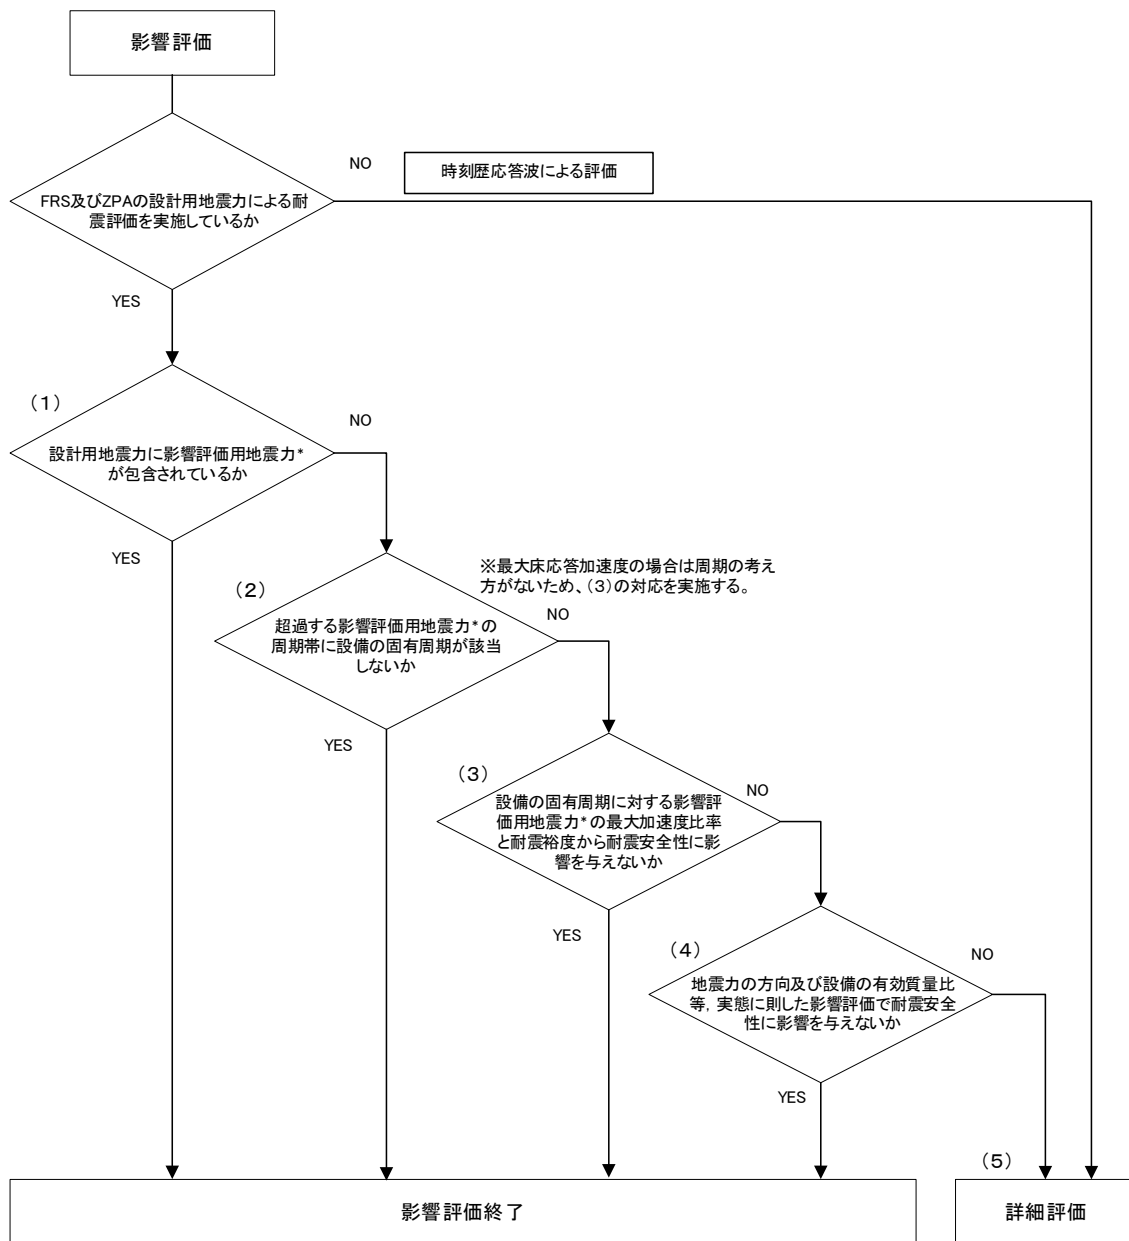 影響評価
NO
時刻歴応答波による評価
FRS及びZPAの設計用地震力による耐
震評価を実施しているか
YES
(1)
NO
設計用地震力に影響評価用地震力*
が包含されているか
YES
※最大床応答加速度の場合は周期の考え
方がないため、(3)の対応を実施する。
(2)
NO
超過する影響評価用地震力*の
周期帯に設備の固有周期が該当
しないか
YES
(3)
NO
設備の固有周期に対する影響評
価用地震力*の最大加速度比率
と耐震裕度から耐震安全性に影
響を与えないか
YES
(4)
NO
地震力の方向及び設備の有効質量比
等,実態に則した影響評価で耐震安全
性に影響を与えないか
YES
(5)
影響評価終了
詳細評価